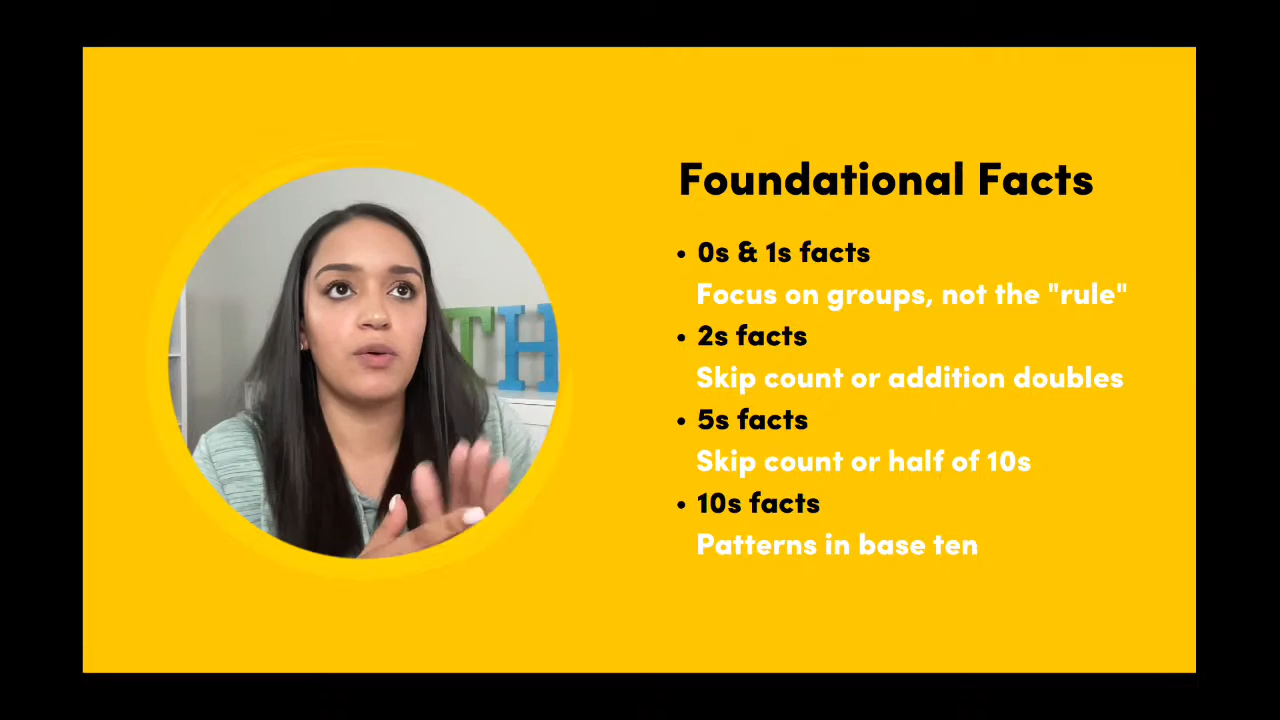 Foundational Facts
• 0s & 1s facts
Focus on groups, not the "rule"
• 2s facts
Skip count or addition doubles
• 5s facts
Skip count or half of 10s
• 10s facts
Patterns in base ten
TH